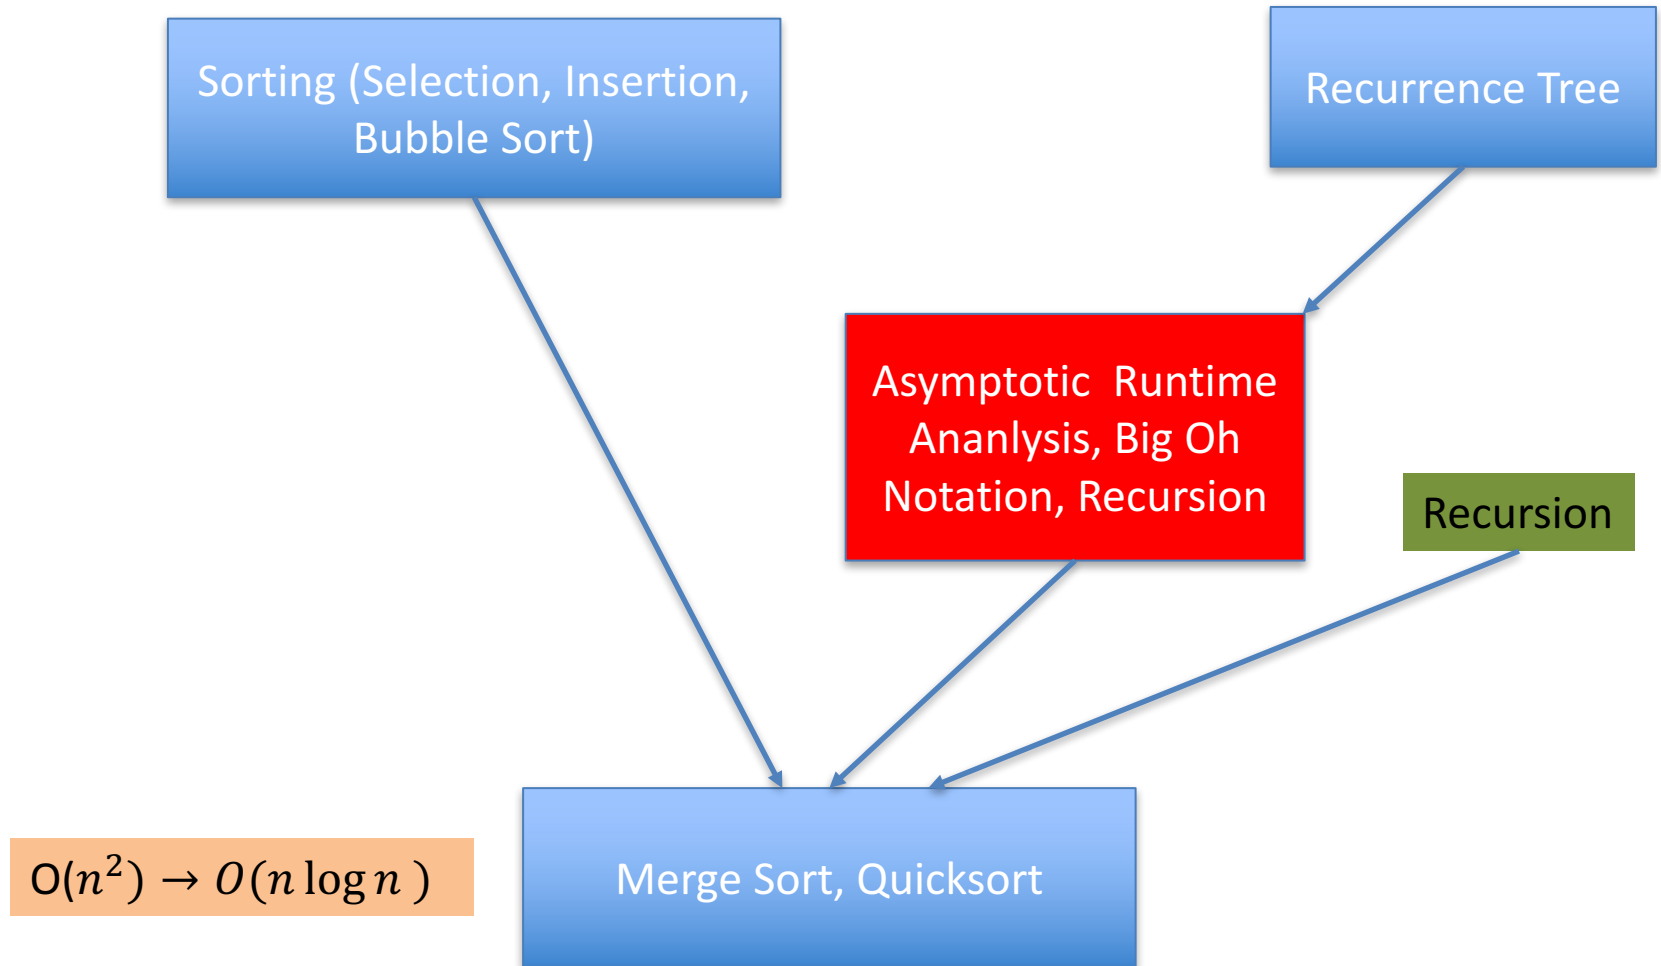 Sorting (Selection, Insertion,
Bubble Sort)
Recurrence Tree
Asymptotic  Runtime
Ananlysis, Big Oh
Notation, Recursion
Recursion
O(n²) → O(n log n )
Merge Sort, Quicksort